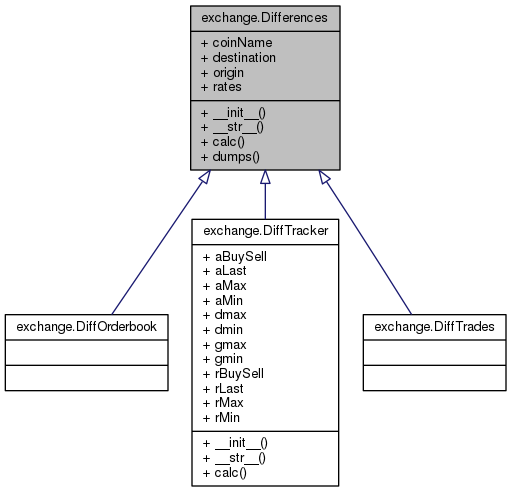 exchange.Differences
+ coinName
+ destination
+ origin
+ rates
+ __init__()
+ __str__()
+ calc()
+ dumps()
exchange.DiffOrderbook
exchange.DiffTracker
+ aBuySell
+ aLast
+ aMax
+ aMin
+ dmax
+ dmin
+ gmax
+ gmin
+ rBuySell
+ rLast
+ rMax
+ rMin
+ __init__()
+ __str__()
+ calc()
exchange.DiffTrades